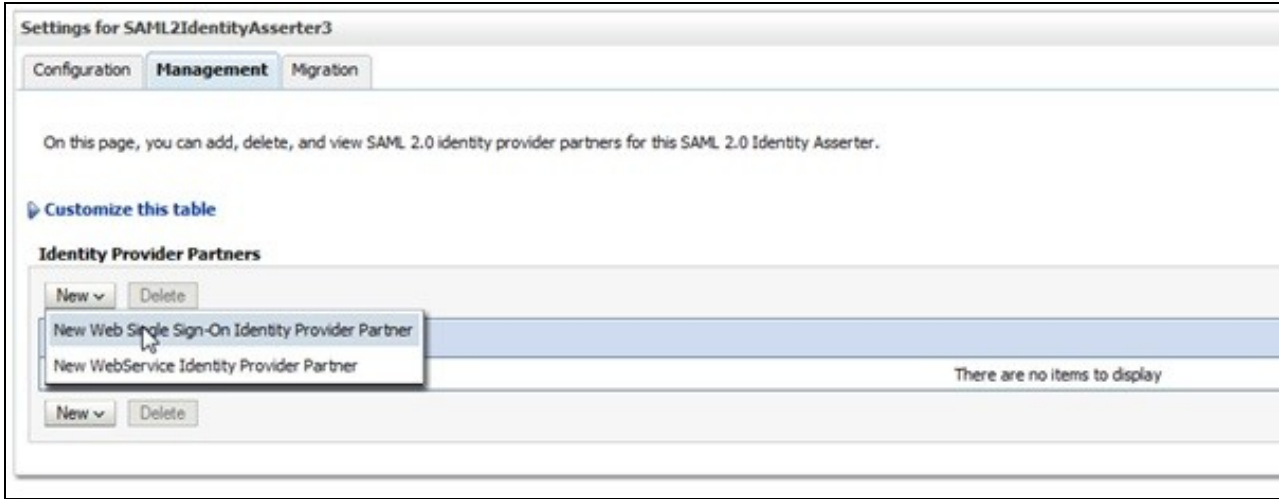 Settings for SAML2IdentityAsserter3
Configuration Management Migration
On this page, you can add, delete, and view SAML 2.0 identity provider partners for this SAML 2.0 Identity Asserter.
Customize this table
Identity Provider Partners
New Delete
New Web Single Sign-On Identity Provider Partner
New WebService Identity Provider Partner
There are no items to display
New Delete